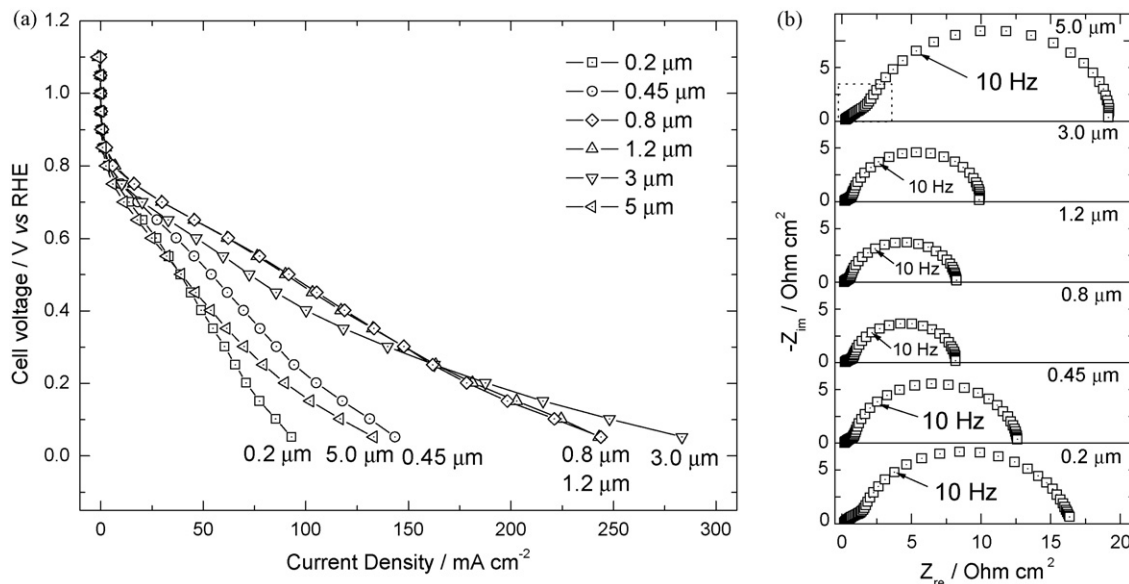 (a)
1.2
1.0
0.8
0.6
0.4
0.2
0.0
Cell voltage / V vs RHE
0.2 μm
0.45 μm
0.8 μm
1.2 μm
3 μm
5 μm
0.2 μm
5.0 μm
0.45 μm
0.8 μm
1.2 μm
3.0 μm
0 50 100 150 200 250 300
Current Density / mA cm⁻²
(b)
5.0 μm
5
10 Hz
0
3.0 μm
5
10 Hz
0
1.2 μm
5
10 Hz
0
0.8 μm
5
10 Hz
0
0.45 μm
5
10 Hz
0
0.2 μm
5
10 Hz
0
-Z_im / Ohm cm²
0 5 10 15 20
Z_re / Ohm cm²